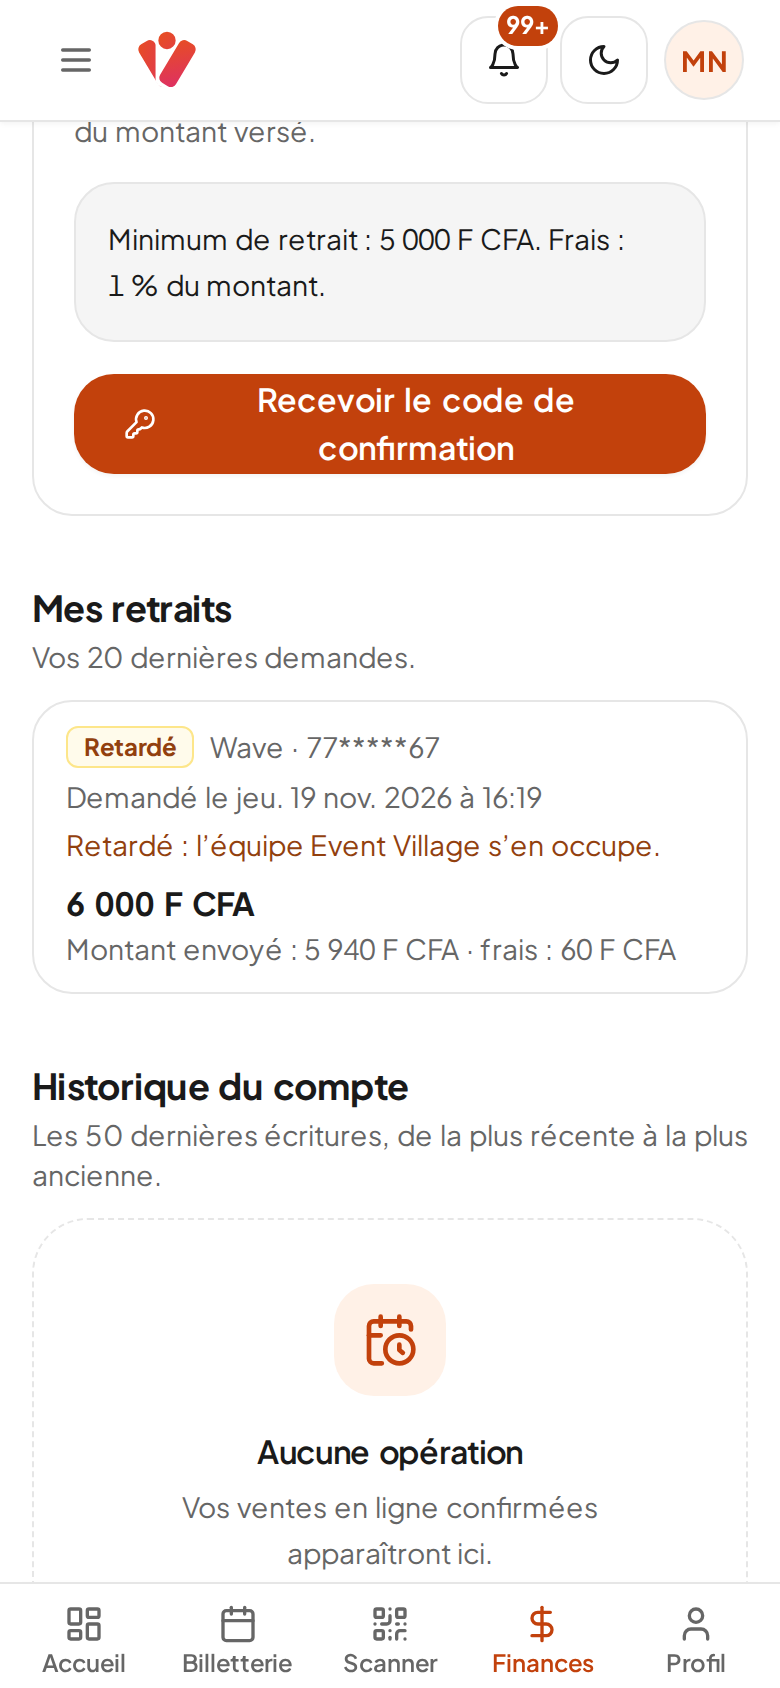 99+
MN
du montant versé.
Minimum de retrait : 5 000 F CFA. Frais :
1 % du montant.
Recevoir le code de
confirmation
Mes retraits
Vos 20 dernières demandes.
Retardé Wave · 77*****67
Demandé le jeu. 19 nov. 2026 à 16:19
Retardé : l’équipe Event Village s’en occupe.
6 000 F CFA
Montant envoyé : 5 940 F CFA · frais : 60 F CFA
Historique du compte
Les 50 dernières écritures, de la plus récente à la plus
ancienne.
Aucune opération
Vos ventes en ligne confirmées
apparaîtront ici.
Accueil Billetterie Scanner Finances Profil